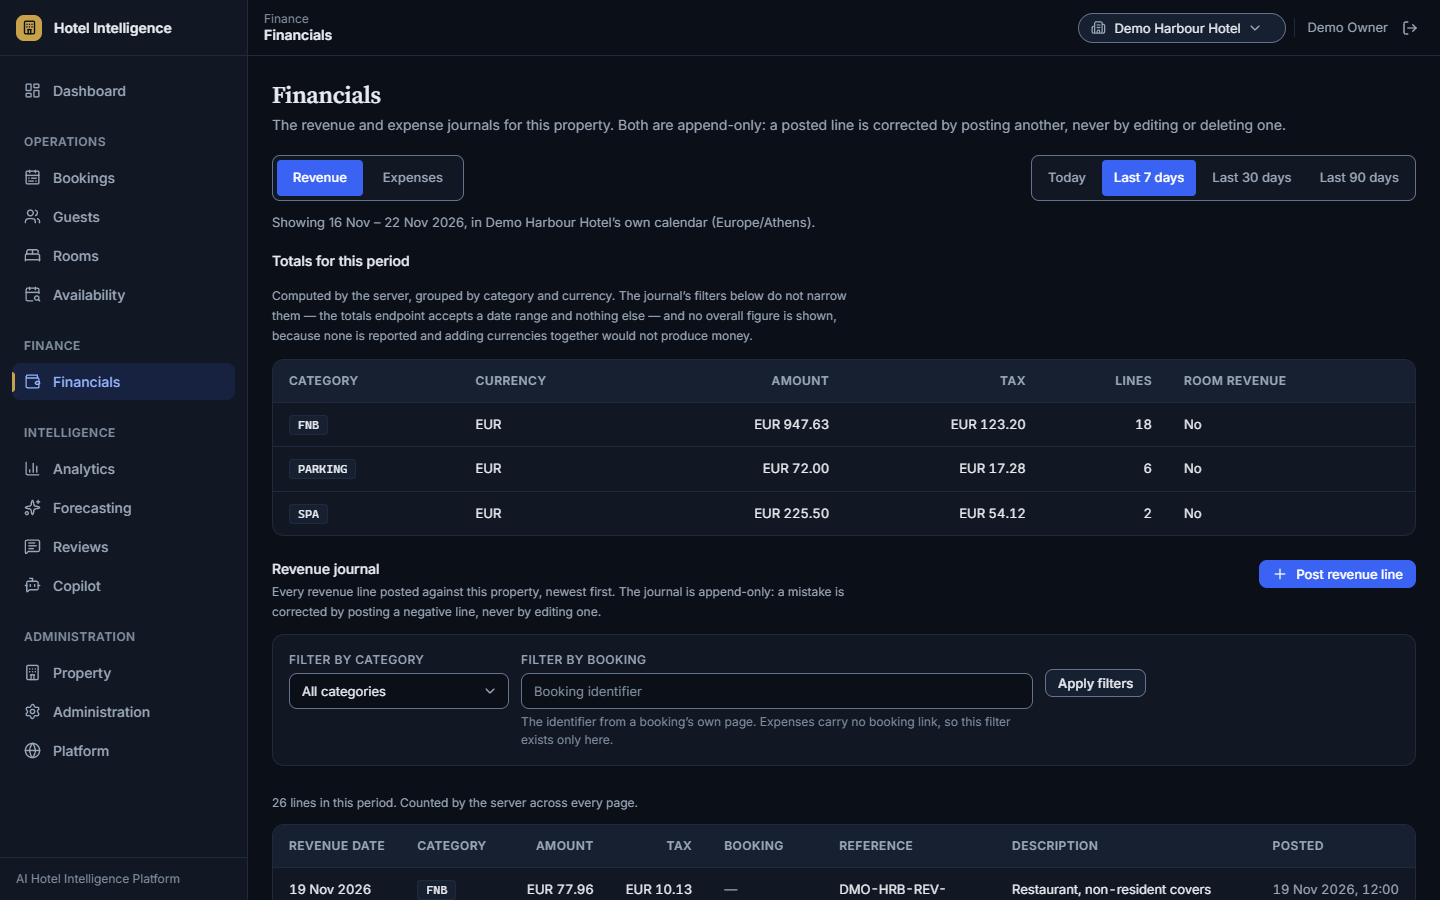 Hotel Intelligence
Finance
Financials
Demo Harbour Hotel
Demo Owner
Dashboard
OPERATIONS
Bookings
Guests
Rooms
Availability
FINANCE
Financials
INTELLIGENCE
Analytics
Forecasting
Reviews
Copilot
ADMINISTRATION
Property
Administration
Platform
AI Hotel Intelligence Platform
Financials
The revenue and expense journals for this property. Both are append-only: a posted line is corrected by posting another, never by editing or deleting one.
Revenue Expenses
Today Last 7 days Last 30 days Last 90 days
Showing 16 Nov – 22 Nov 2026, in Demo Harbour Hotel’s own calendar (Europe/Athens).
Totals for this period
Computed by the server, grouped by category and currency. The journal’s filters below do not narrow
them — the totals endpoint accepts a date range and nothing else — and no overall figure is shown,
because none is reported and adding currencies together would not produce money.
CATEGORY CURRENCY AMOUNT TAX LINES ROOM REVENUE
FNB EUR EUR 947.63 EUR 123.20 18 No
PARKING EUR EUR 72.00 EUR 17.28 6 No
SPA EUR EUR 225.50 EUR 54.12 2 No
Revenue journal
Every revenue line posted against this property, newest first. The journal is append-only: a mistake is
corrected by posting a negative line, never by editing one.
Post revenue line
FILTER BY CATEGORY FILTER BY BOOKING
All categories Booking identifier Apply filters
The identifier from a booking’s own page. Expenses carry no booking link, so this filter
exists only here.
26 lines in this period. Counted by the server across every page.
REVENUE DATE CATEGORY AMOUNT TAX BOOKING REFERENCE DESCRIPTION POSTED
19 Nov 2026 FNB EUR 77.96 EUR 10.13 — DMO-HRB-REV- Restaurant, non-resident covers 19 Nov 2026, 12:00